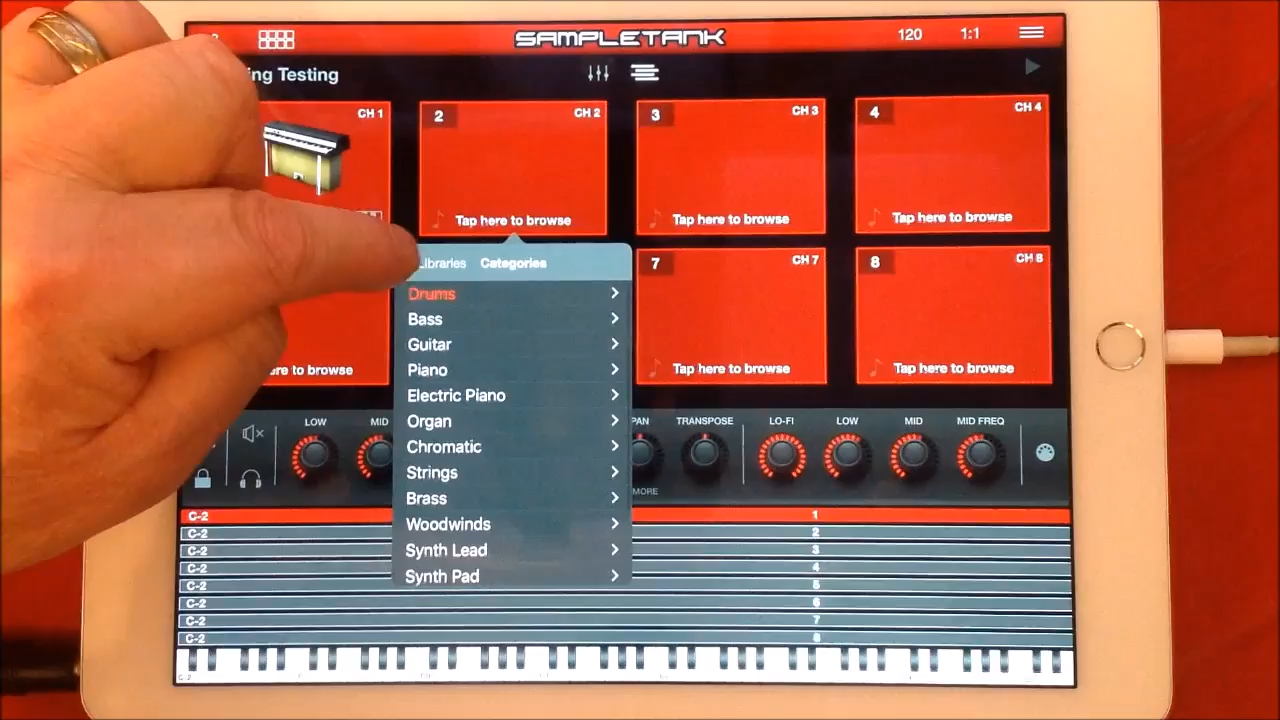 SAMPLETANK
120
1:1
ing Testing
CH 1
2
CH 2
3
CH 3
4
CH 4
Tap here to browse
Tap here to browse
Tap here to browse
Libraries
Categories
7
CH 7
8
CH 8
Drums
Bass
Guitar
Piano
Electric Piano
Organ
Chromatic
Strings
Brass
Woodwinds
Synth Lead
Synth Pad
ere to browse
Tap here to browse
Tap here to browse
LOW
MID
PAN
TRANSPOSE
LO-FI
LOW
MID
MID FREQ
MORE
C-2
1
C-2
2
C-2
3
C-2
4
C-2
5
C-2
6
C-2
7
C-2
8
C-2